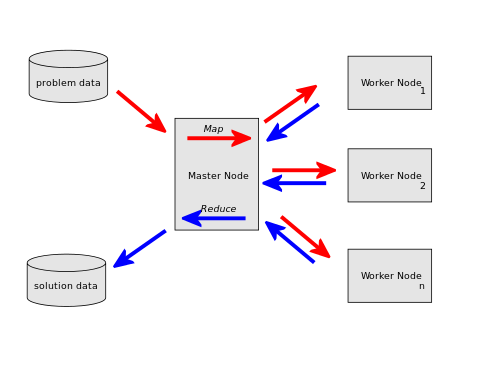 problem data
Map
Master Node
Reduce
solution data
Worker Node
1
Worker Node
2
Worker Node
n